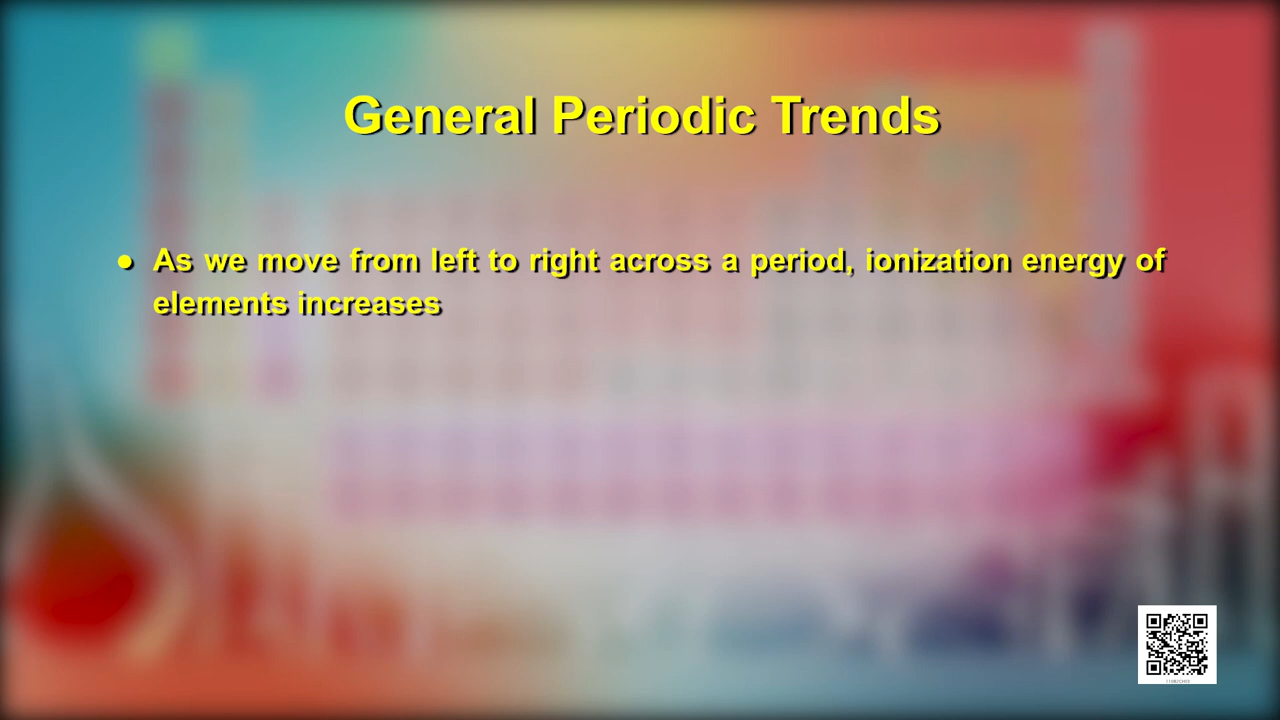 General Periodic Trends
● As we move from left to right across a period, ionization energy of
elements increases